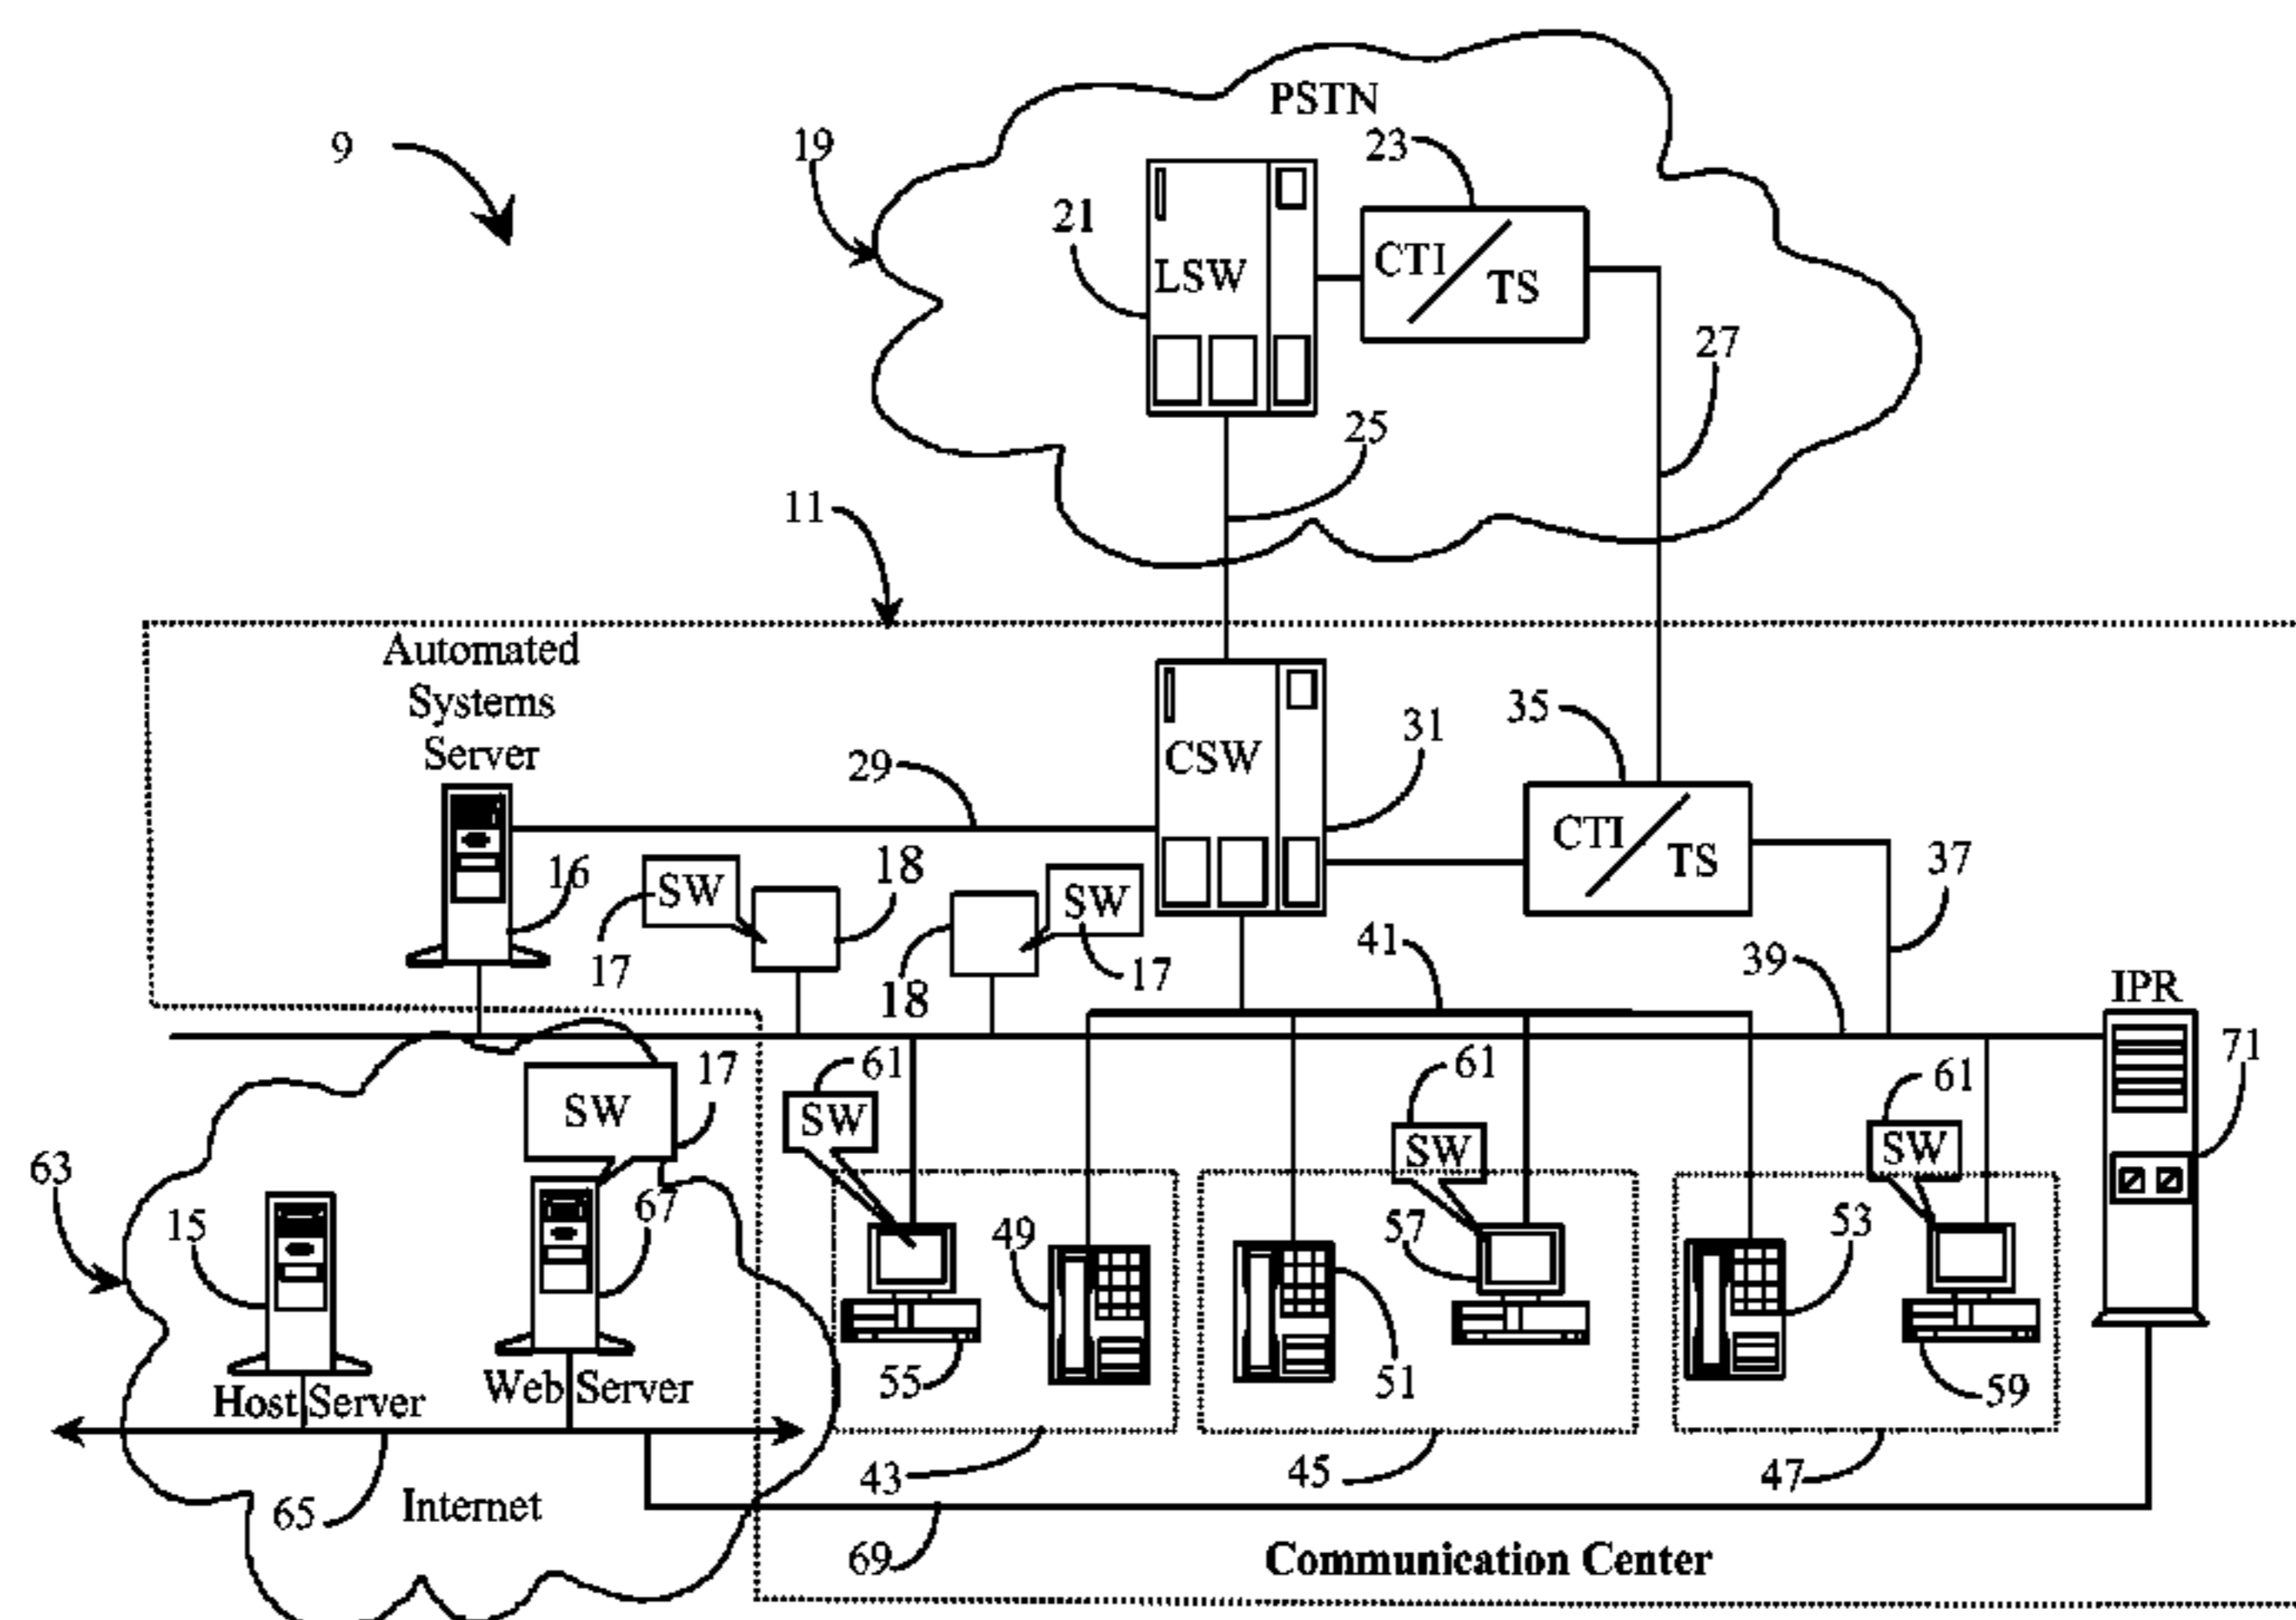 PSTN
9
19
23
21
LSW
CTI
TS
27
25
11
Automated
Systems
Server
35
31
CSW
29
CTI
TS
37
16
SW
18
SW
17
18
17
41
39
IPR
17
61
61
61
71
SW
SW
SW
SW
63
15
67
49
57
53
55
51
59
Host Server
Web Server
43
45
47
65
Internet
69
Communication Center